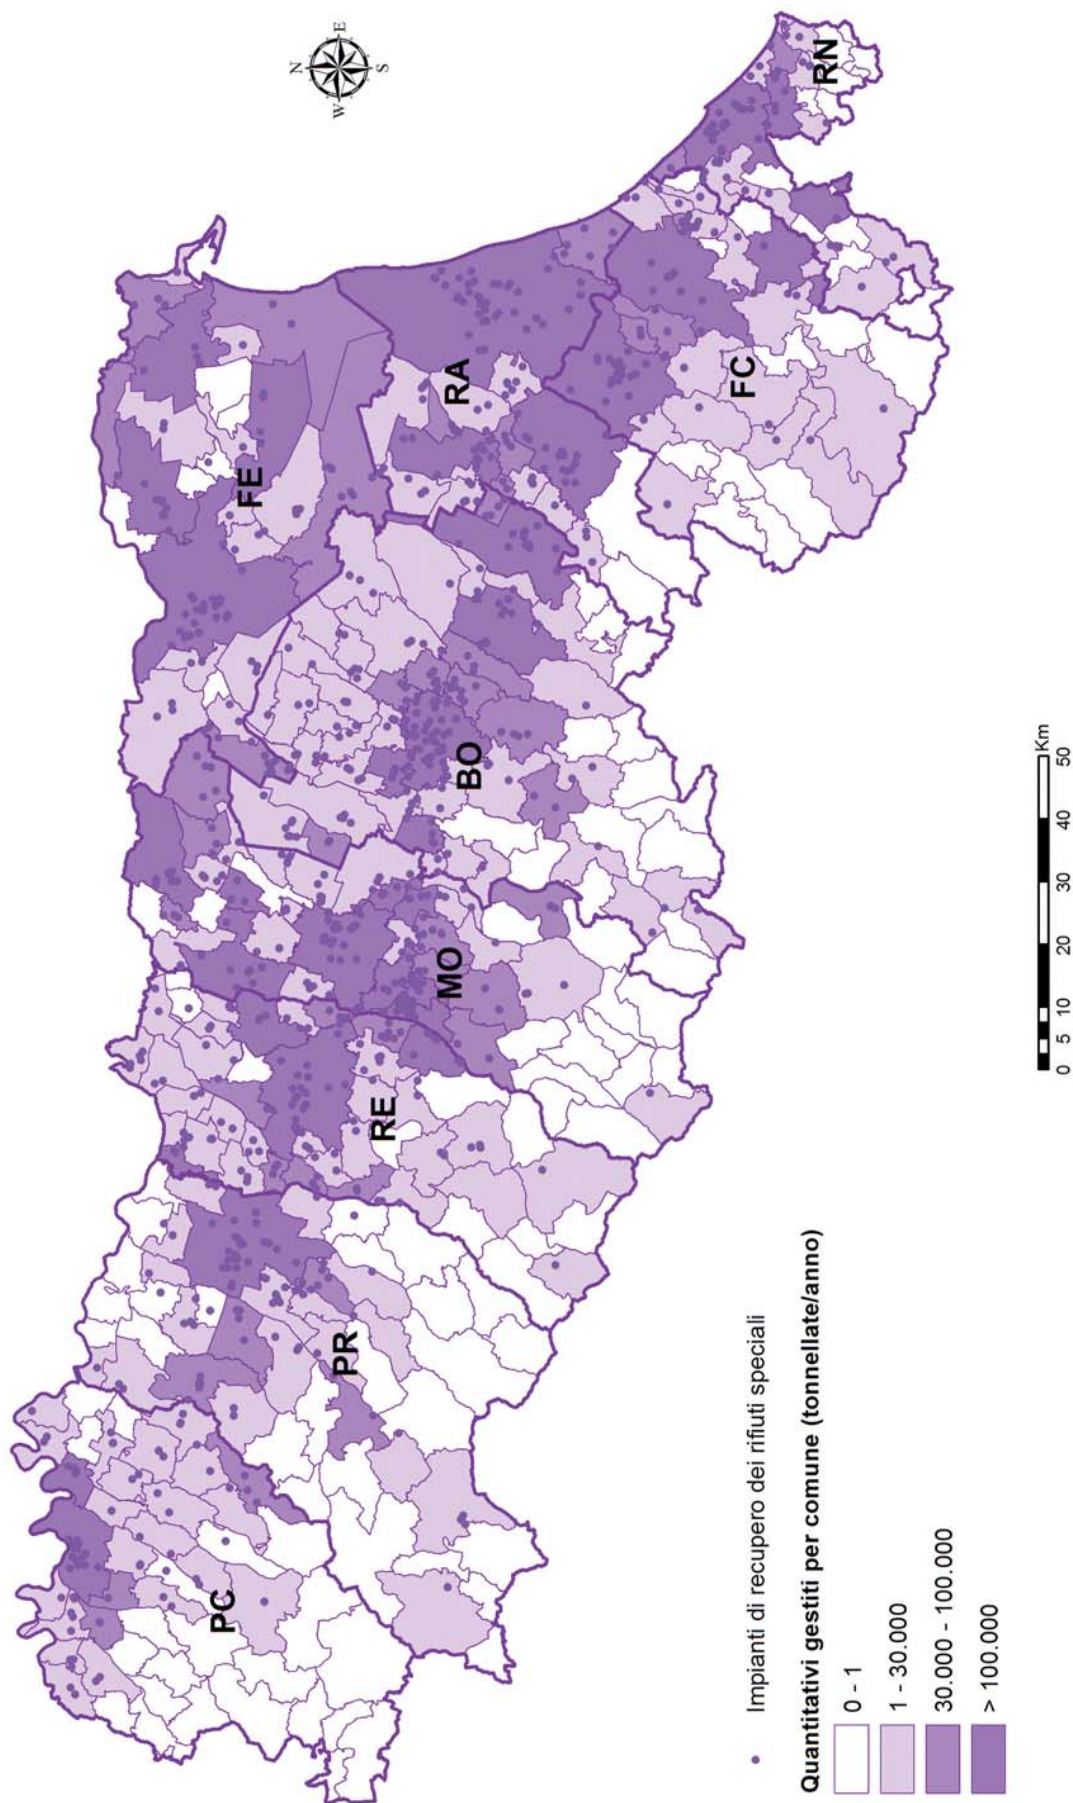 N
E
S
W
PC
PR
RE
MO
BO
FE
RA
FC
RN
Impianti di recupero dei rifiuti speciali
Quantitativi gestiti per comune (tonnellate/anno)
0 - 1
1 - 30.000
30.000 - 100.000
> 100.000
0 5 10 20 30 40 50
Km